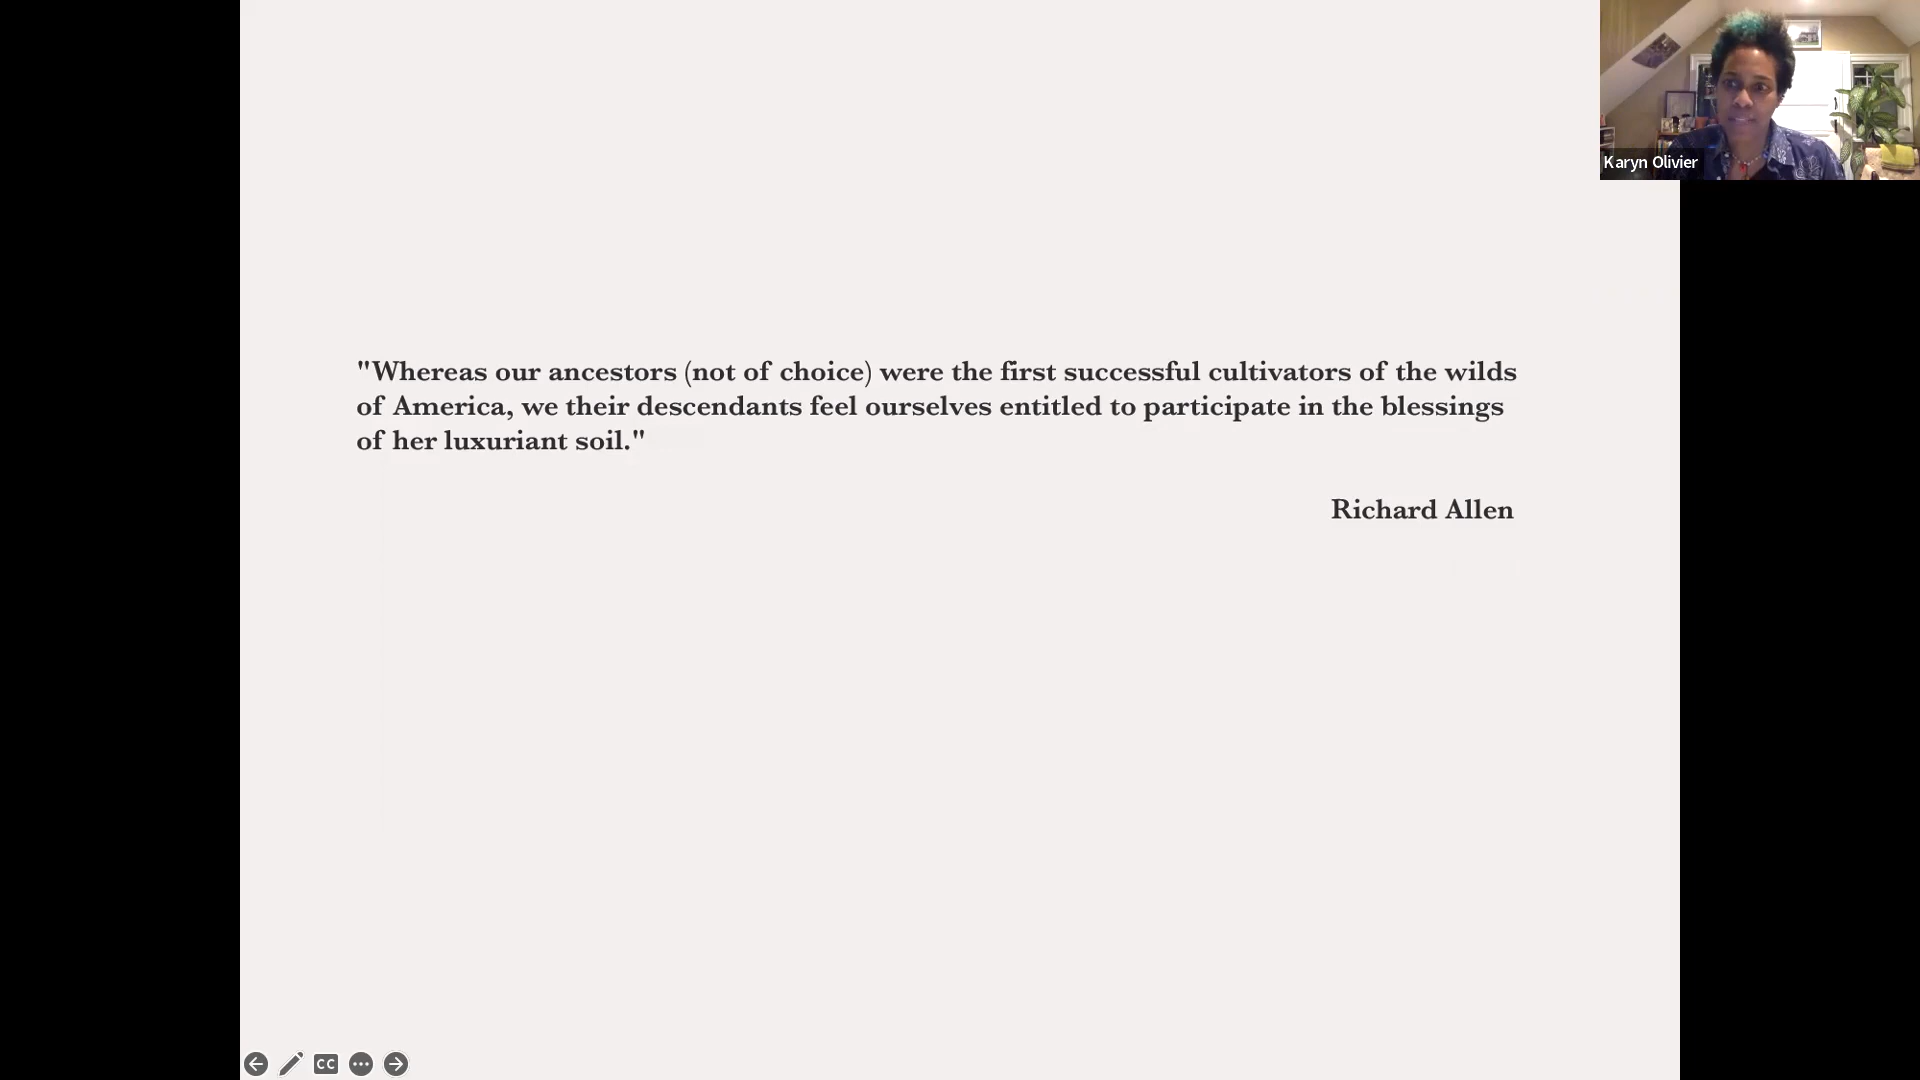 Karyn Olivier
"Whereas our ancestors (not of choice) were the first successful cultivators of the wilds
of America, we their descendants feel ourselves entitled to participate in the blessings
of her luxuriant soil."
Richard Allen
CC